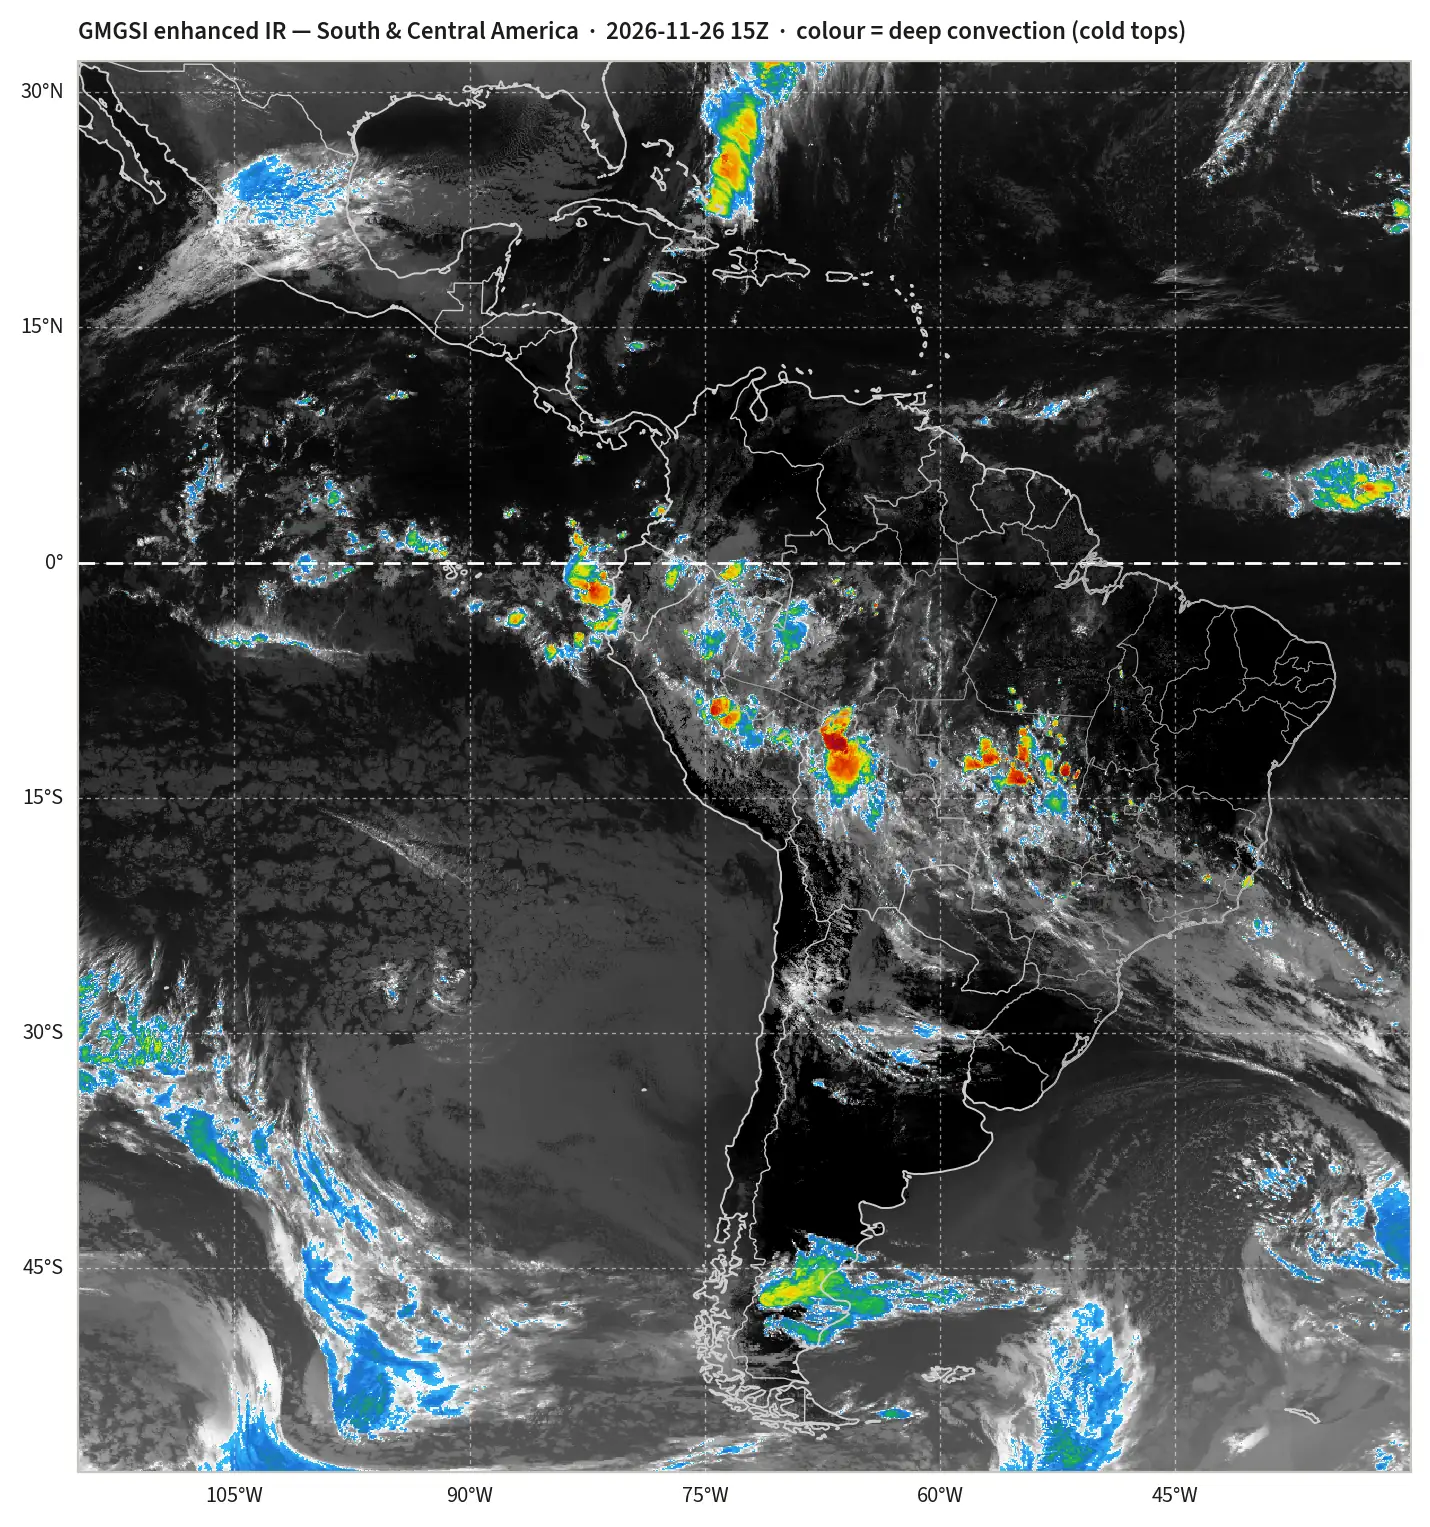 GMGSI enhanced IR — South & Central America · 2026-11-26 15Z · colour = deep convection (cold tops)
30°N
15°N
0°
15°S
30°S
45°S
105°W 90°W 75°W 60°W 45°W